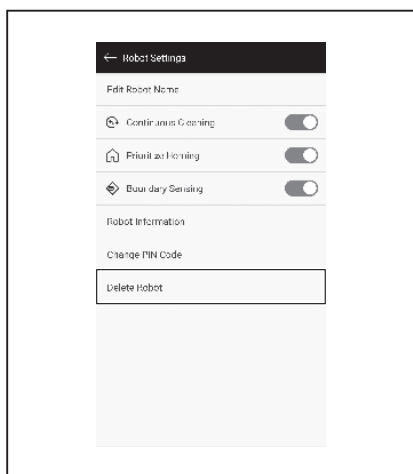 Robot Settings
Edit Robot Name
Continuous Cleaning
Prioritize Homing
Boundary Sensing
Robot Information
Change PIN Code
Delete Robot